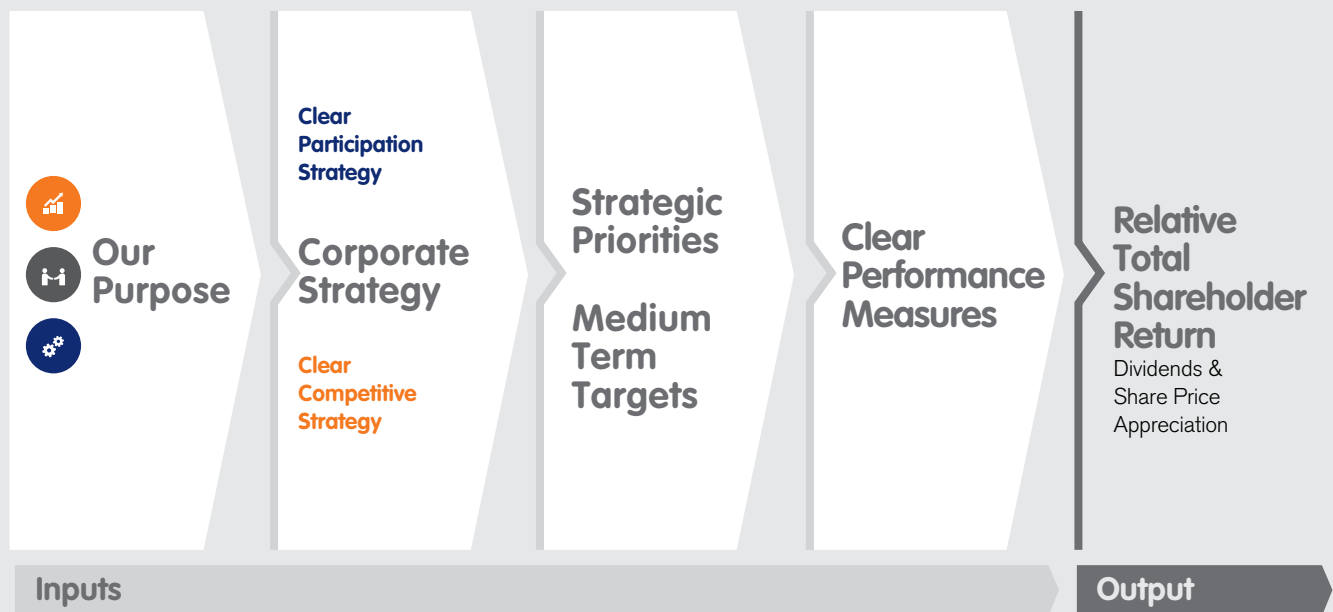 Our
Purpose
Clear
Participation
Strategy
Corporate
Strategy
Clear
Competitive
Strategy
Strategic
Priorities
Medium
Term
Targets
Clear
Performance
Measures
Relative
Total
Shareholder
Return
Dividends &
Share Price
Appreciation
Inputs
Output